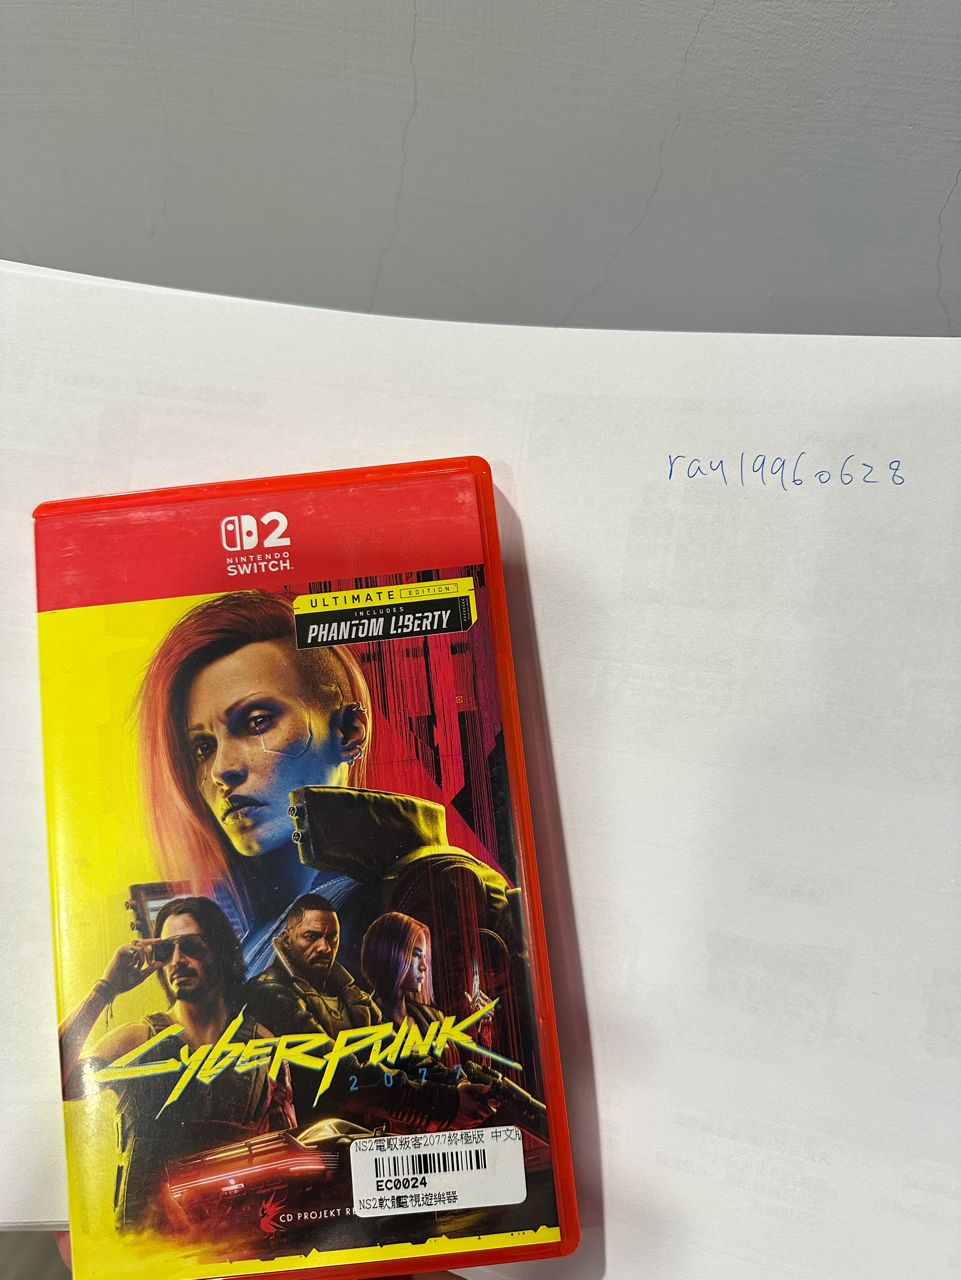 ray19960628
2
NINTENDO
SWITCH
ULTIMATE EDITION
INCLUDES
PHANTOM LIBERTY
CYBERPUNK
2077
NS2電馭叛客2077終極版 中文版
EC0024
NS2軟體電視遊樂器
CD PROJEKT RE